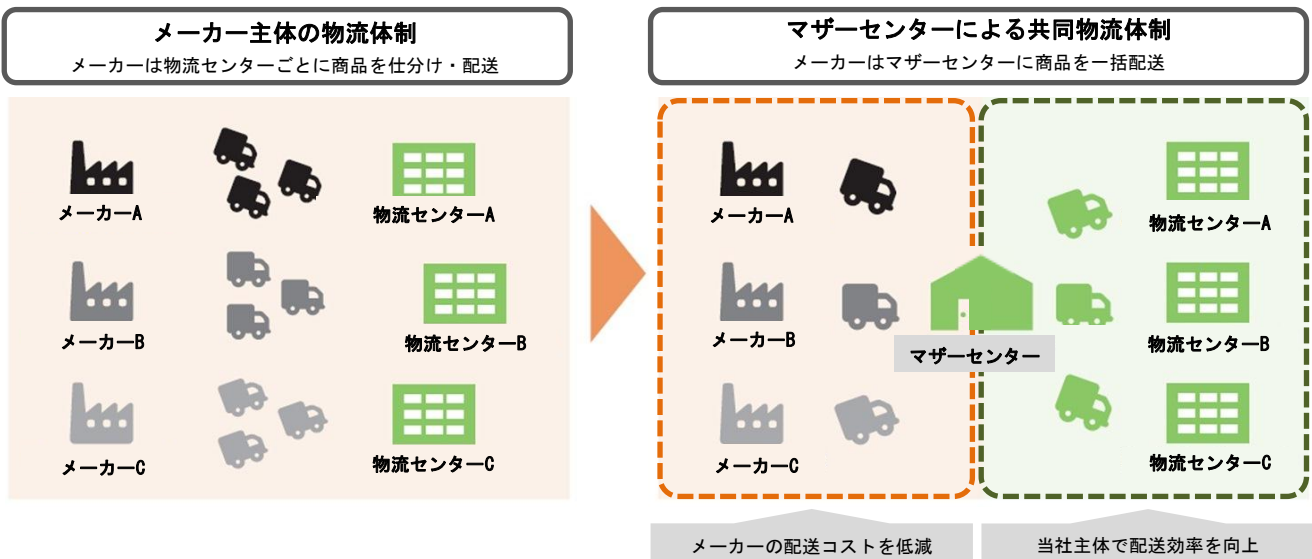 メーカー主体の物流体制
メーカーは物流センターごとに商品を仕分け・配送
メーカーA
物流センターA
メーカーB
物流センターB
メーカーC
物流センターC
マザーセンターによる共同物流体制
メーカーはマザーセンターに商品を一括配送
メーカーA
物流センターA
メーカーB
マザーセンター
物流センターB
メーカーC
物流センターC
メーカーの配送コストを低減
当社主体で配送効率を向上